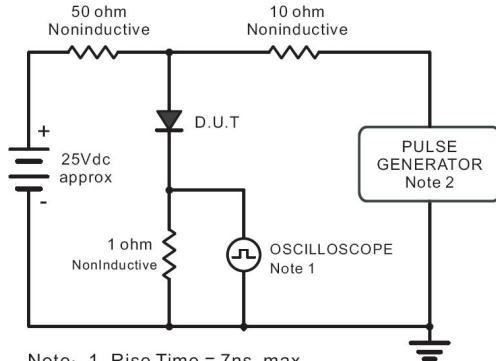 50 ohm
Noninductive
10 ohm
Noninductive
D.U.T
+
25Vdc
approx
-
PULSE
GENERATOR
Note 2
1 ohm
NonInductive
OSCILLOSCOPE
Note 1
Note: 1. Rise Time = 7ns, max.